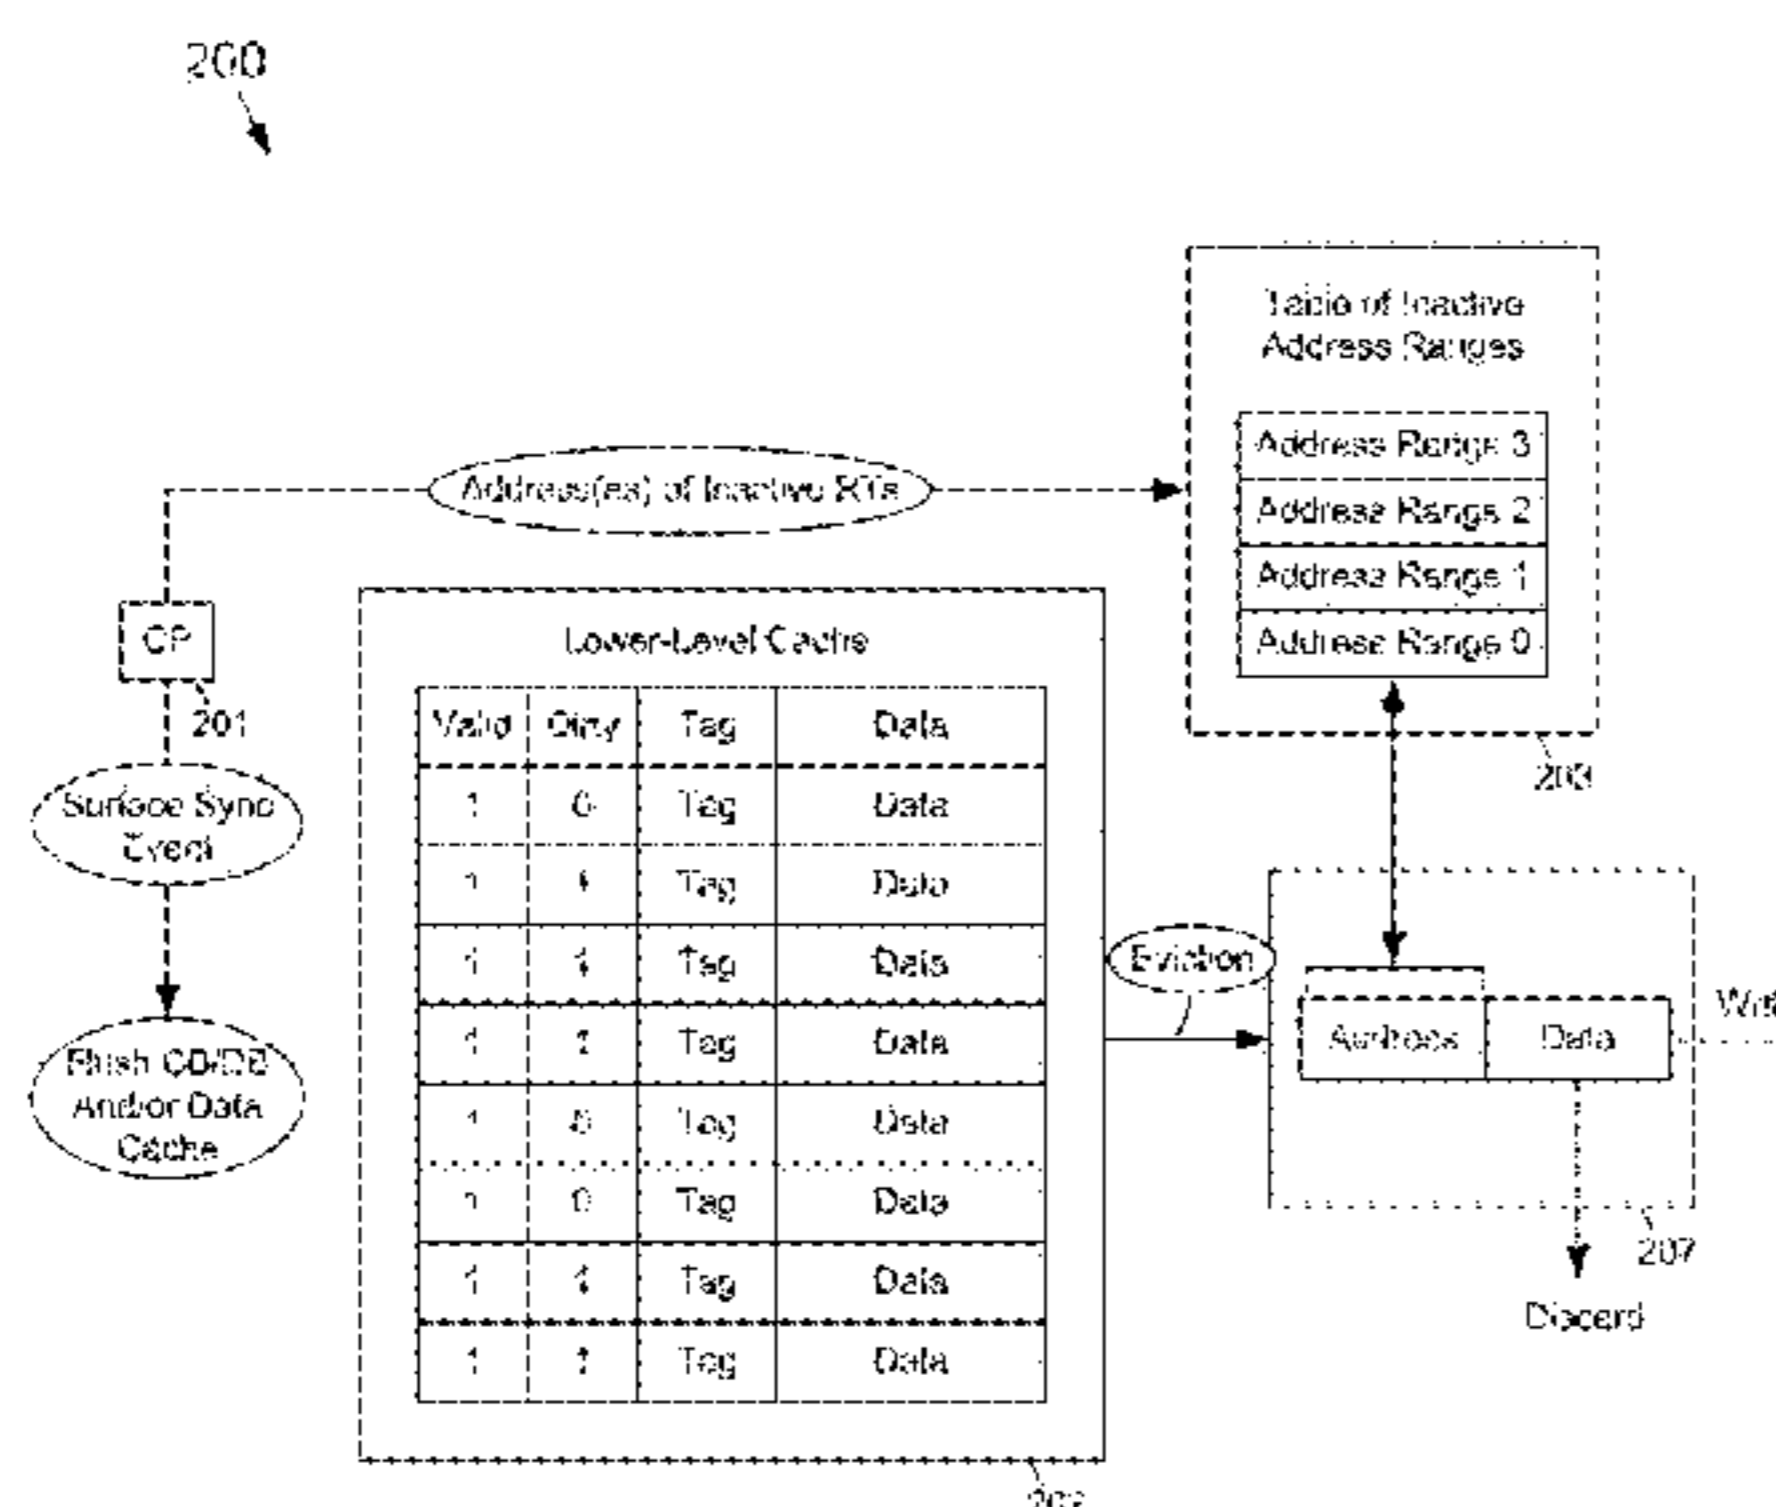 200
Table of Inactive
Address Ranges
Address Range 3
Address(es) of Inactive RTs
Address Range 2
Address Range 1
CP
Lower-Level Cache
Address Range 0
201
Valid Dirty Tag Data
203
Surface Sync
Event
1 0 Tag Data
1 1 Tag Data
Eviction
1 1 Tag Data
1 1 Tag Data
Address Data
Flush CB/DB
And/or Data
Cache
1 0 Tag Data
1 0 Tag Data
207
1 1 Tag Data
Discard
1 1 Tag Data